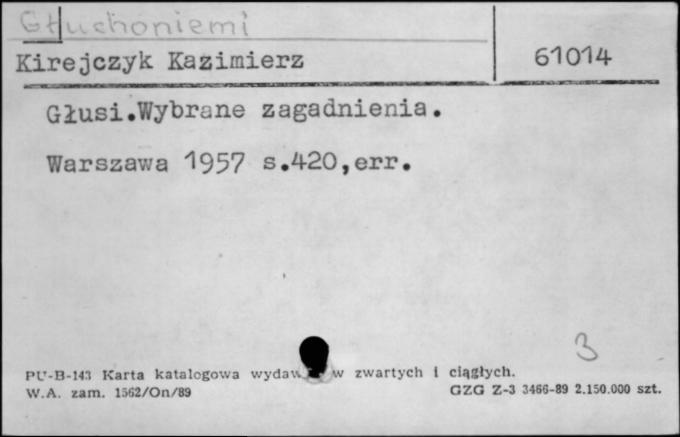 Głuchoniemi
Kirejczyk Kazimierz
61014
Głusi.Wybrane zagadnienia.
Warszawa 1957 s.420,err.
3
PU-B-143 Karta katalogowa wydaw w zwartych i ciągłych.
W.A. zam. 1562/On/89
GZG Z-3 3466-89 2.150.000 szt.